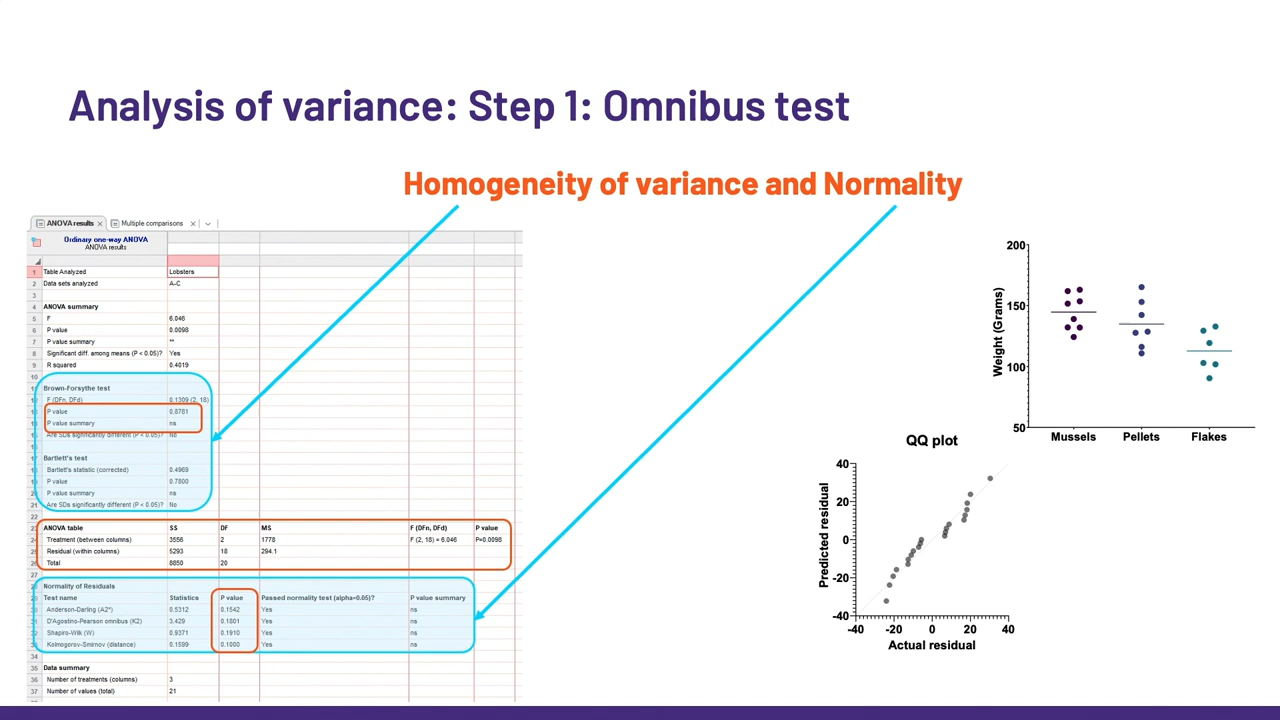 Analysis of variance: Step 1: Omnibus test
Homogeneity of variance and Normality
ANOVA results
Multiple comparisons
Ordinary one-way ANOVA
ANOVA results
1 Table Analyzed Lobsters
2 Data sets analyzed A-C
3
4 ANOVA summary
5 F 6.046
6 P value 0.0098
7 P value summary **
8 Significant diff. among means (P < 0.05)? Yes
9 R squared 0.4019
10
Brown-Forsythe test
F (DFn, DFd) 0.1309 (2, 18)
P value 0.8781
P value summary ns
Are SDs significantly different (P < 0.05)? No
Bartlett's test
Bartlett's statistic (corrected) 0.4969
P value 0.7800
P value summary ns
21 Are SDs significantly different (P < 0.05)? No
22
ANOVA table SS DF MS F (DFn, DFd) P value
Treatment (between columns) 3556 2 1778 F (2, 18) = 6.046 P=0.0098
Residual (within columns) 5293 18 294.1
Total 8850 20
27
Normality of Residuals
Test name Statistics P value Passed normality test (alpha=0.05)? P value summary
Anderson-Darling (A2*) 0.5312 0.1542 Yes ns
D'Agostino-Pearson omnibus (K2) 3.429 0.1801 Yes ns
Shapiro-Wilk (W) 0.9371 0.1910 Yes ns
Kolmogorov-Smirnov (distance) 0.1599 0.1000 Yes ns
34
35 Data summary
36 Number of treatments (columns) 3
37 Number of values (total) 21
200
150
100
50
Weight (Grams)
Mussels Pellets Flakes
QQ plot
40
20
0
-20
-40
Predicted residual
-40 -20 0 20 40
Actual residual